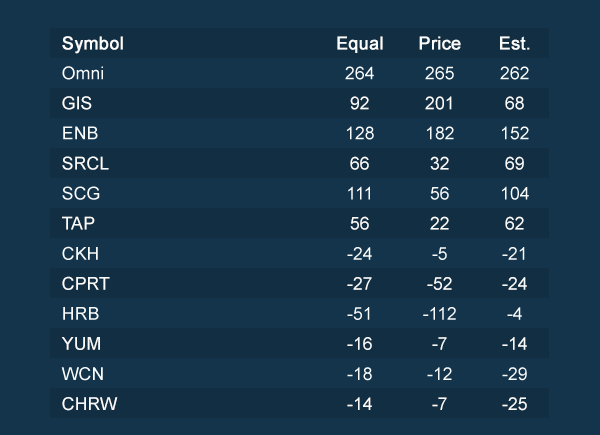 Symbol Equal Price Est.
Omni 264 265 262
GIS 92 201 68
ENB 128 182 152
SRCL 66 32 69
SCG 111 56 104
TAP 56 22 62
CKH -24 -5 -21
CPRT -27 -52 -24
HRB -51 -112 -4
YUM -16 -7 -14
WCN -18 -12 -29
CHRW -14 -7 -25